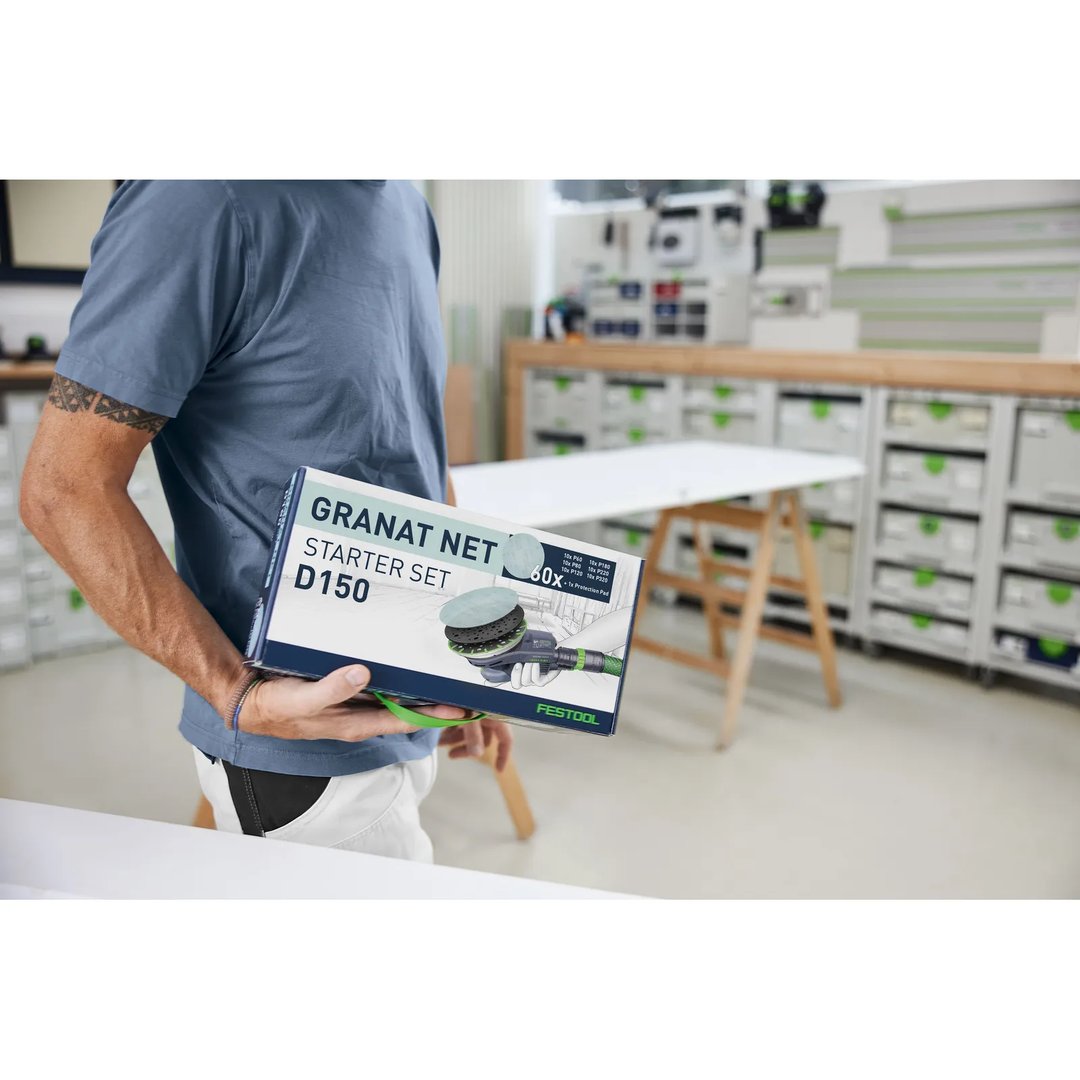 GRANAT NET
STARTER SET
D150
60x
10x P60 10x P180
10x P80 10x P220
10x P120 10x P320
+ 1x Protection Pad
FESTOOL